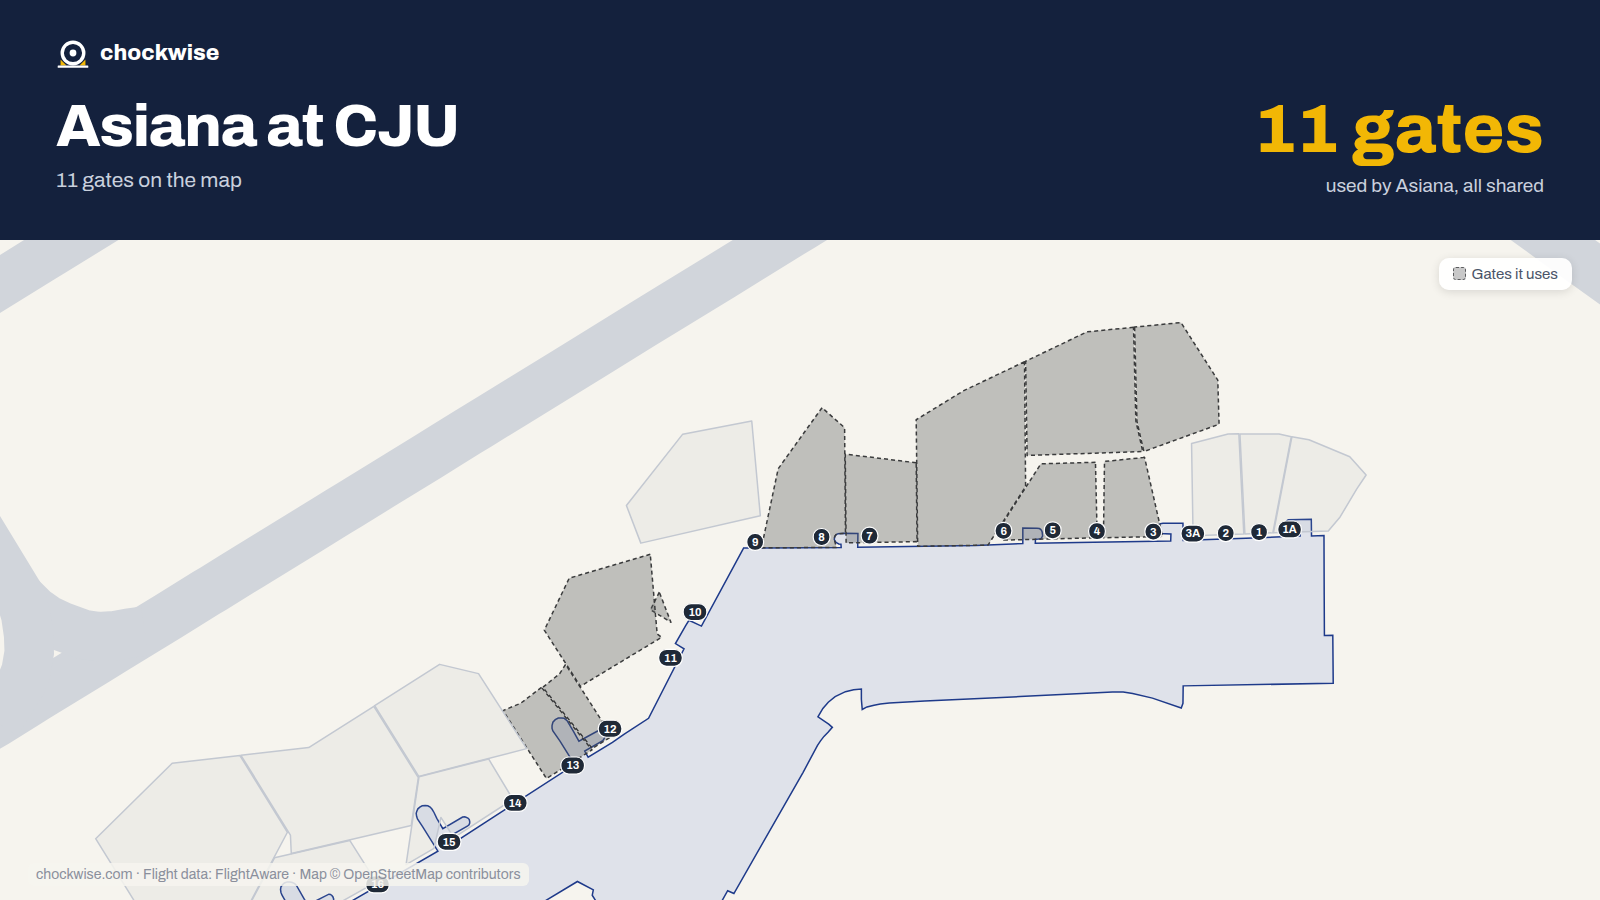 chockwise
Asiana at CJU
11 gates on the map
11 gates
used by Asiana, all shared
Gates it uses
9
8
7
6
5
4
3
3A
2
1
1A
10
11
12
13
14
15
chockwise.com · Flight data: FlightAware · Map © OpenStreetMap contributors